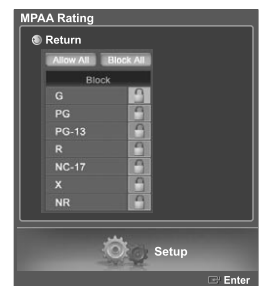 MPAA Rating
Return
Allow All Block All
Block
G
PG
PG-13
R
NC-17
X
NR
Setup
Enter